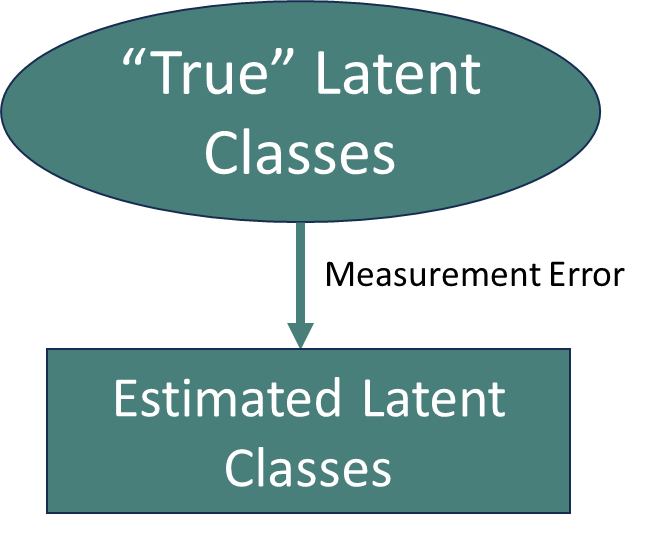 “True” Latent
Classes
Measurement Error
Estimated Latent
Classes